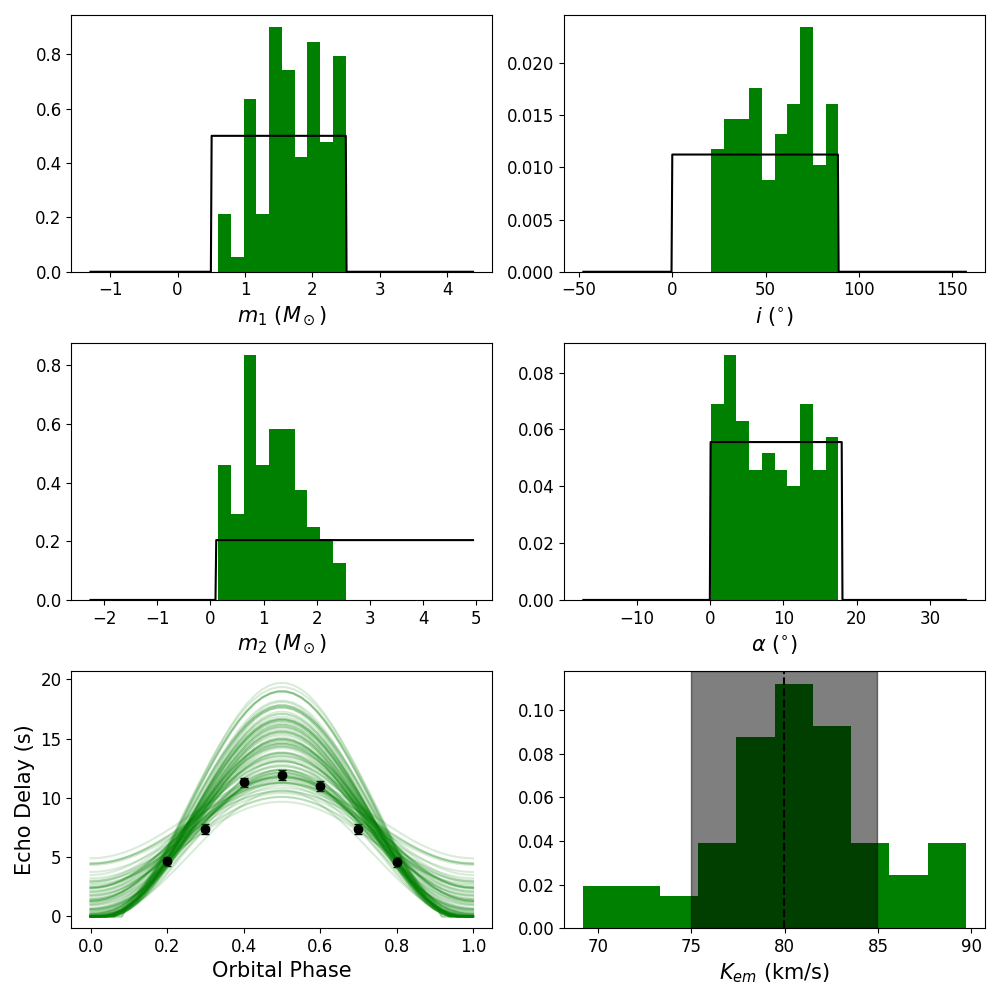 0.8
0.6
0.4
0.2
0.0
−1 0 1 2 3 4
m₁ (M⊙)
0.020
0.015
0.010
0.005
0.000
−50 0 50 100 150
i (°)
0.8
0.6
0.4
0.2
0.0
−2 −1 0 1 2 3 4 5
m₂ (M⊙)
0.08
0.06
0.04
0.02
0.00
−10 0 10 20 30
α (°)
Echo Delay (s)
20
15
10
5
0
0.0 0.2 0.4 0.6 0.8 1.0
Orbital Phase
0.10
0.08
0.06
0.04
0.02
0.00
70 75 80 85 90
Kₑₘ (km/s)